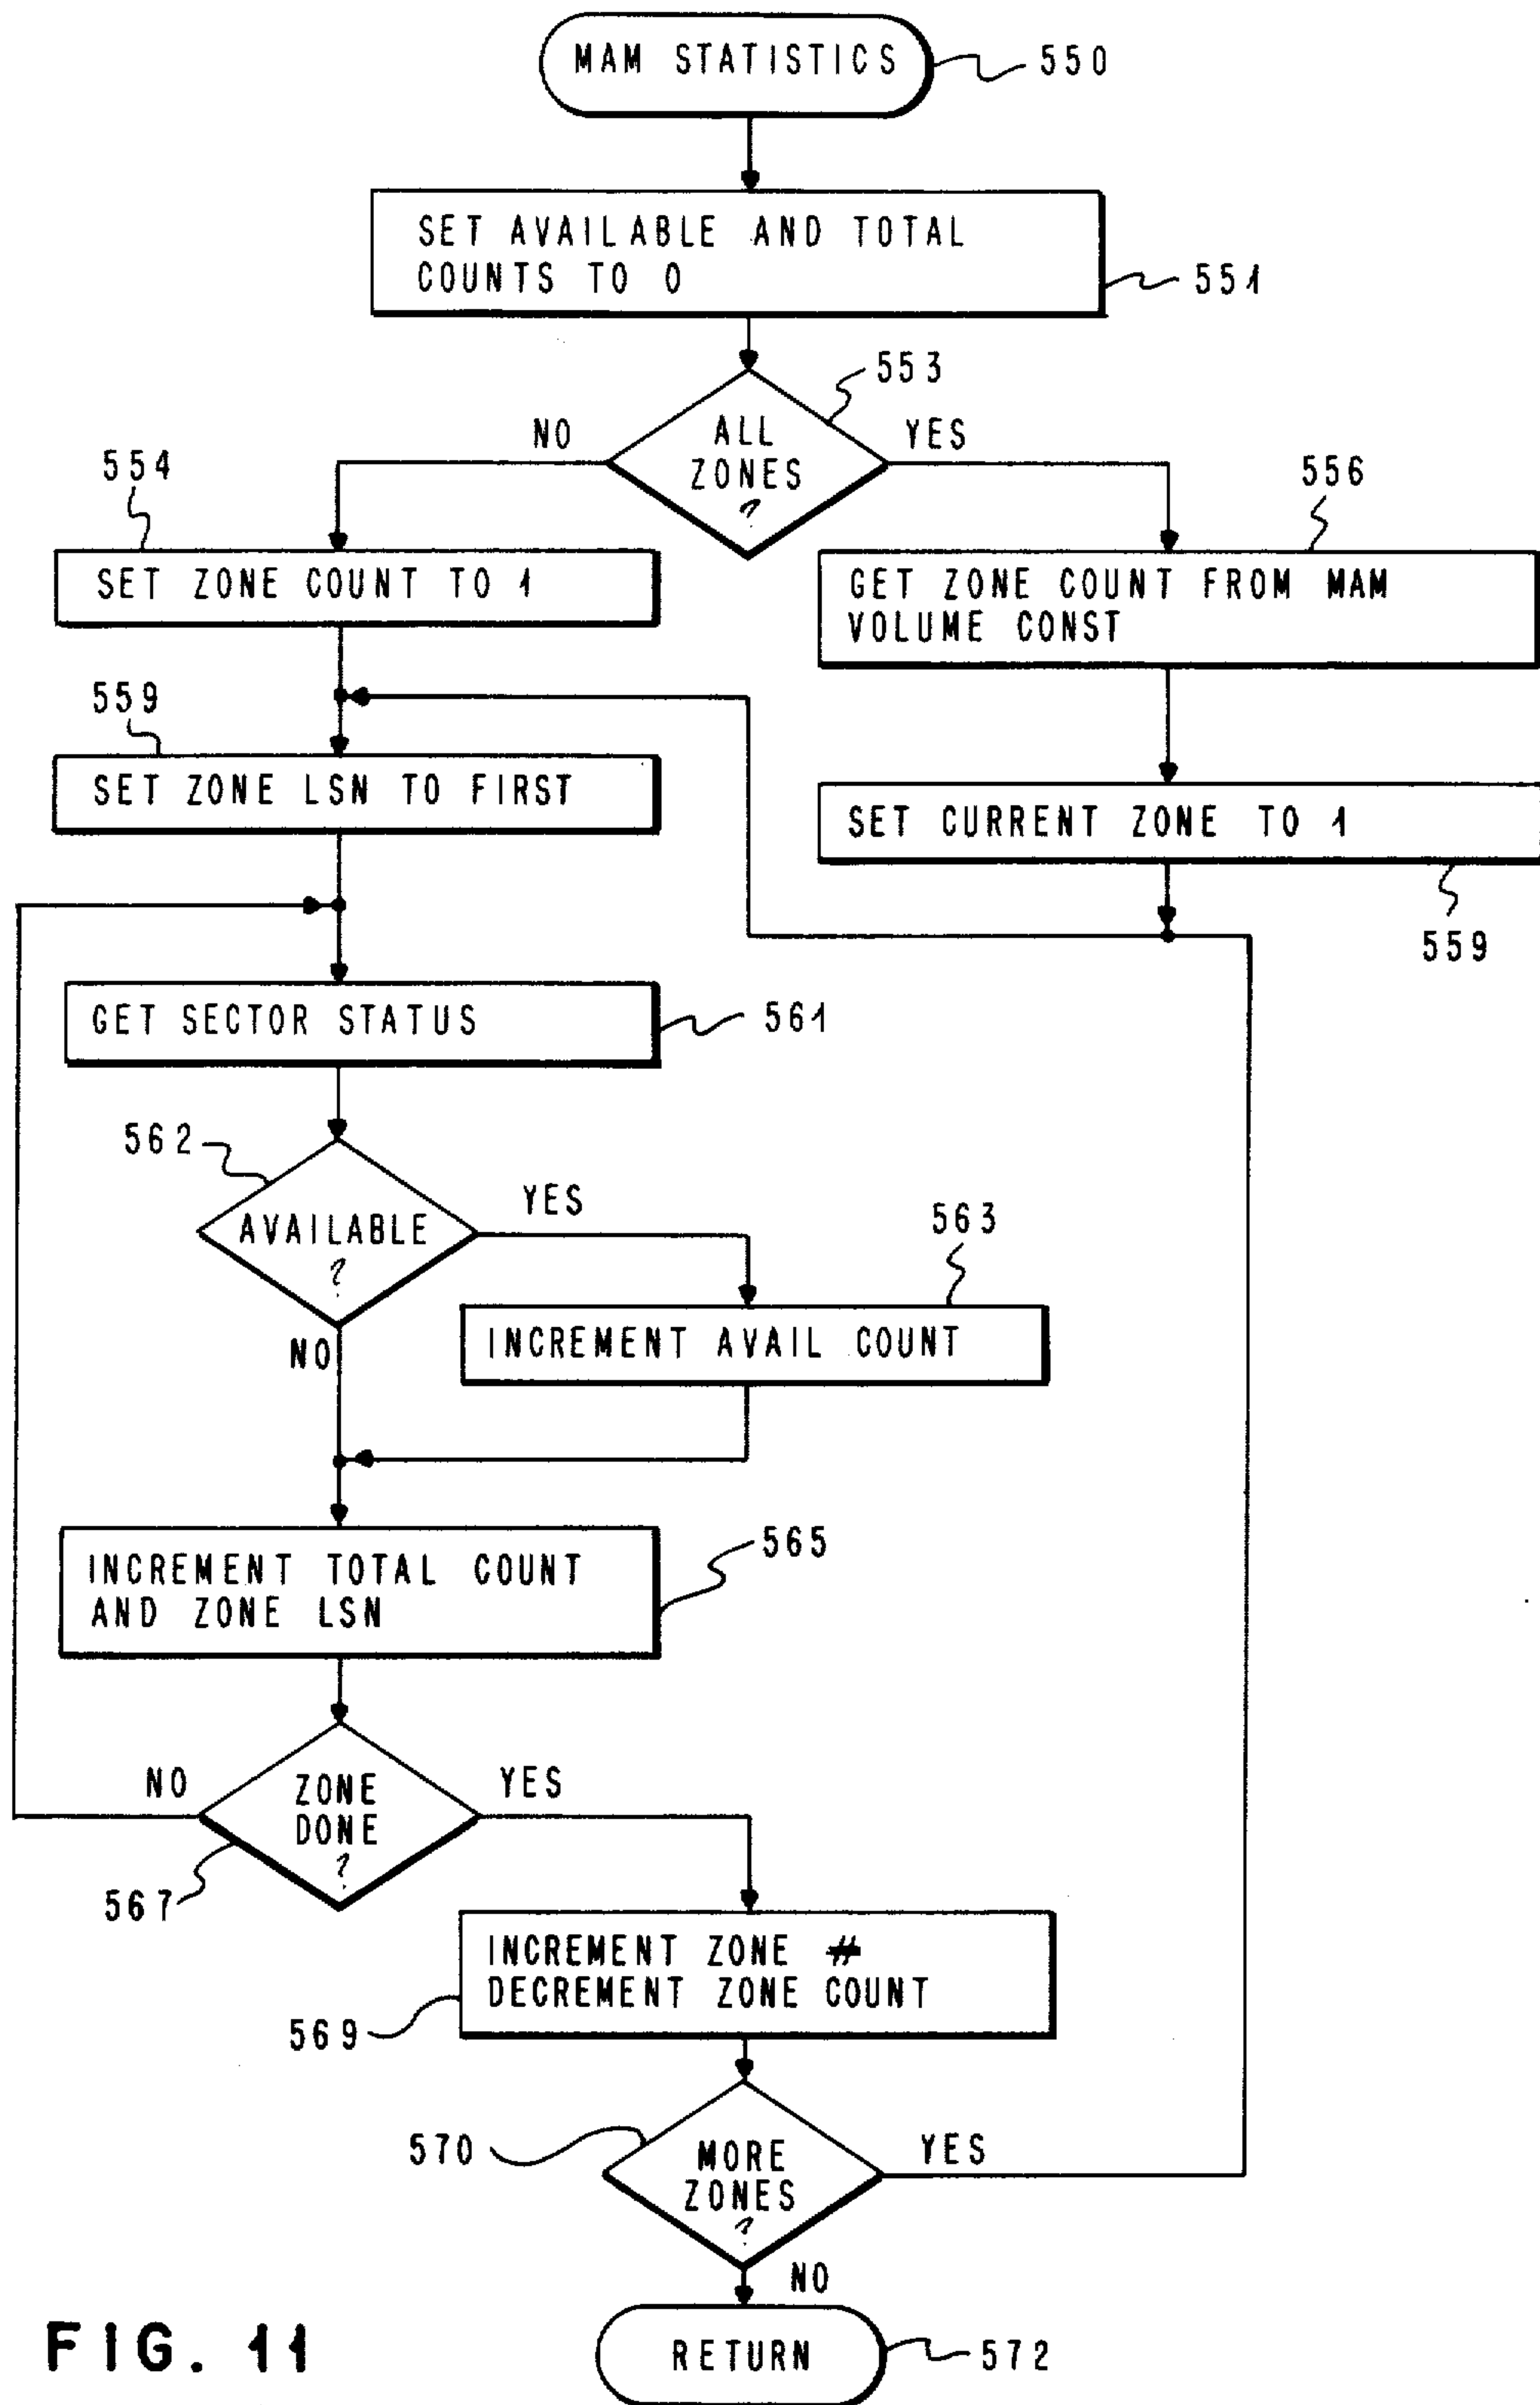 MAM STATISTICS
550
SET AVAILABLE AND TOTAL
COUNTS TO 0
551
553
ALL
ZONES
?
NO
YES
554
SET ZONE COUNT TO 1
556
GET ZONE COUNT FROM MAM
VOLUME CONST
559
SET ZONE LSN TO FIRST
SET CURRENT ZONE TO 1
559
GET SECTOR STATUS
561
562
AVAILABLE
?
YES
NO
563
INCREMENT AVAIL COUNT
INCREMENT TOTAL COUNT
AND ZONE LSN
565
NO
ZONE
DONE
?
YES
567
INCREMENT ZONE #
DECREMENT ZONE COUNT
569
570
MORE
ZONES
?
YES
NO
RETURN
572
FIG. 11